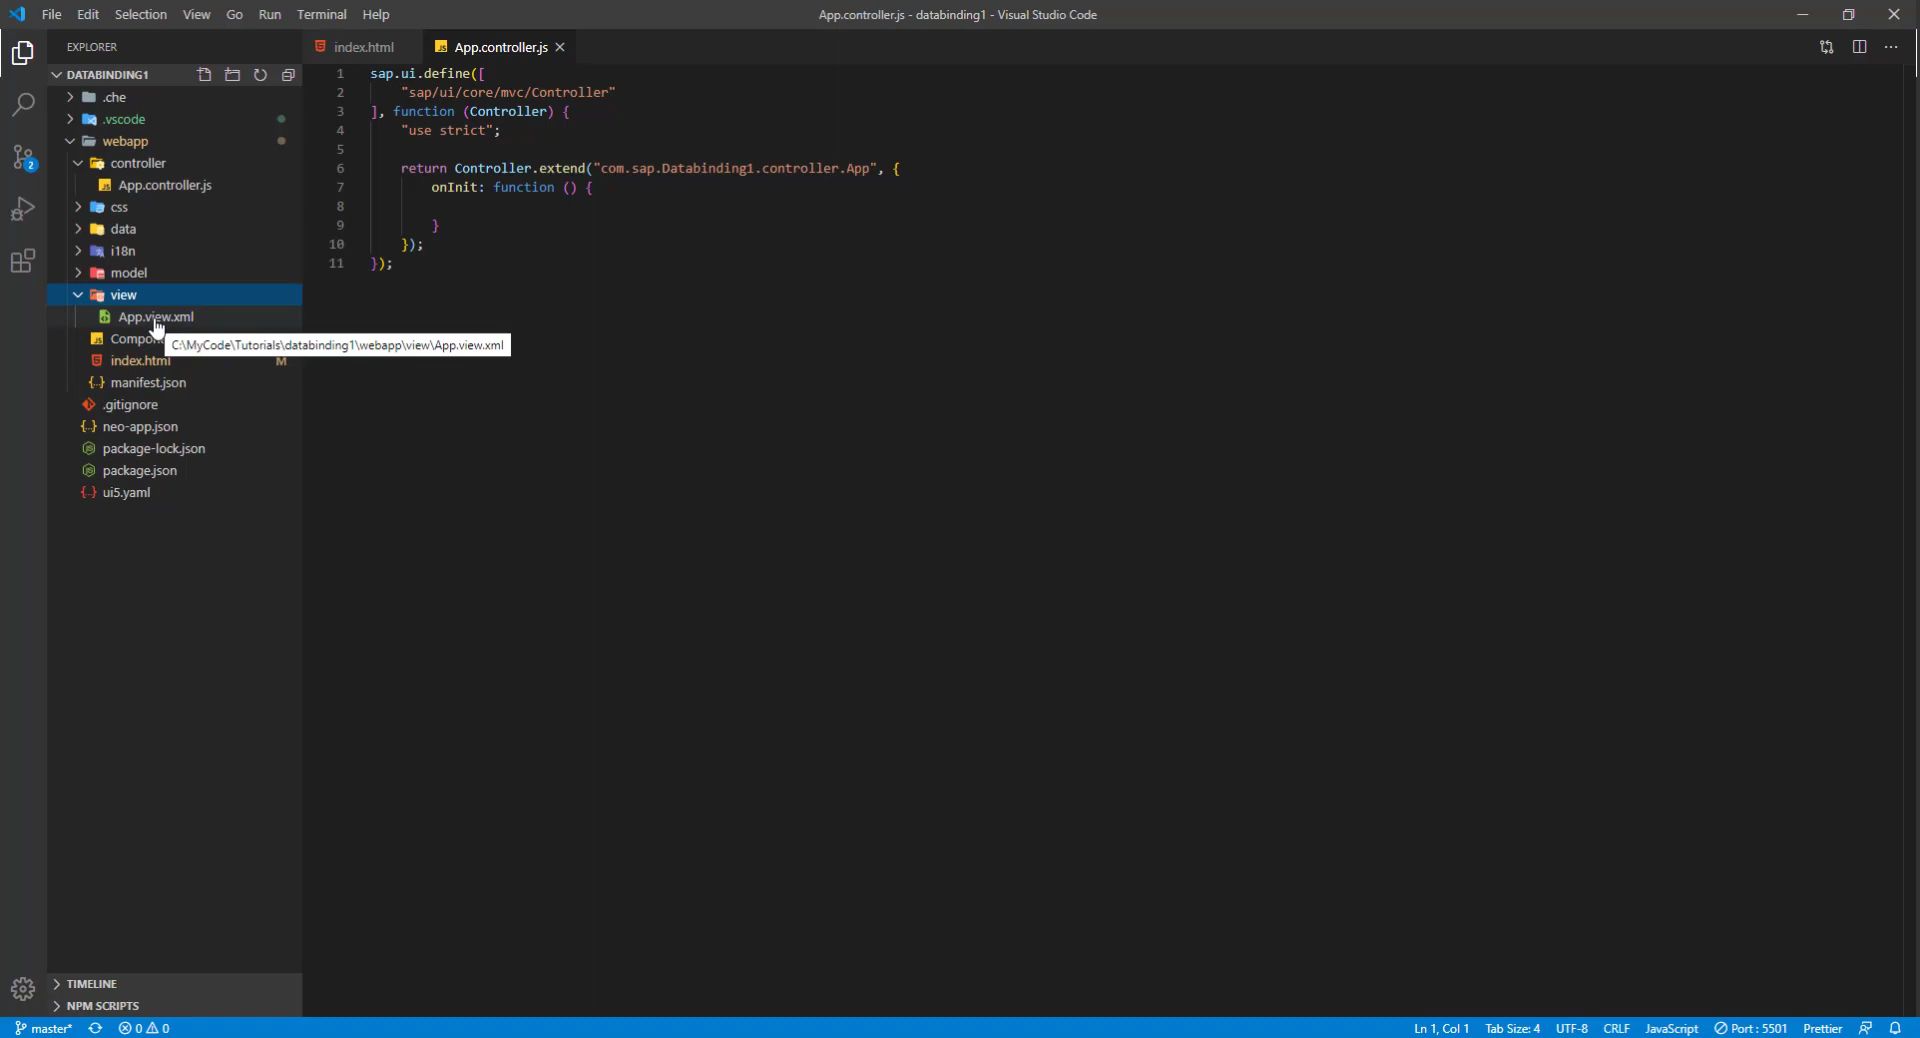 File Edit Selection View Go Run Terminal Help
App.controller.js - databinding1 - Visual Studio Code
EXPLORER
index.html
App.controller.js
DATABINDING1
.che
.vscode
webapp
controller
App.controller.js
css
data
i18n
model
view
App.view.xml
Compon
C:\MyCode\Tutorials\databinding1\webapp\view\App.view.xml
index.html M
manifest.json
.gitignore
neo-app.json
package-lock.json
package.json
ui5.yaml
1 sap.ui.define([
2 "sap/ui/core/mvc/Controller"
3 ], function (Controller) {
4 "use strict";
5
6 return Controller.extend("com.sap.Databinding1.controller.App", {
7 onInit: function () {
8
9 }
10 });
11 });
2
TIMELINE
NPM SCRIPTS
master* 0 0 Ln 1, Col 1 Tab Size: 4 UTF-8 CRLF JavaScript Port : 5501 Prettier